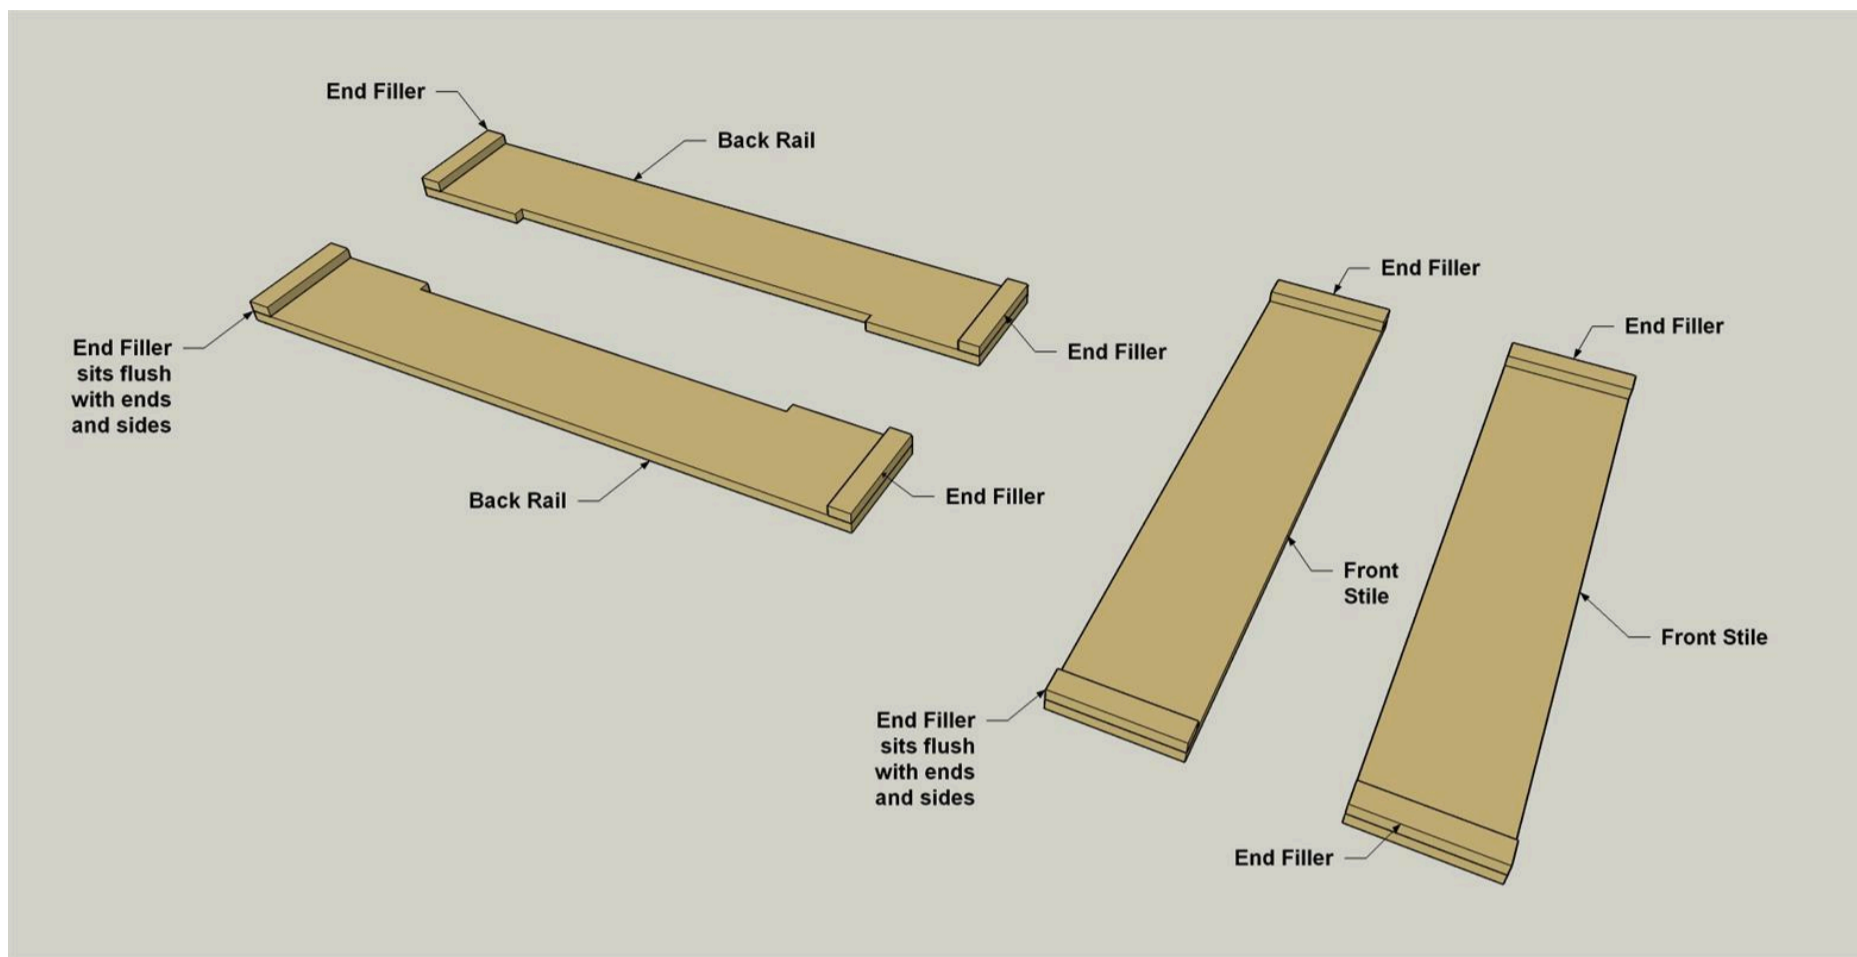 End Filler
Back Rail
End Filler
End Filler
sits flush
with ends
and sides
End Filler
Back Rail
End Filler
End Filler
Front
Stile
Front Stile
End Filler
sits flush
with ends
and sides
End Filler